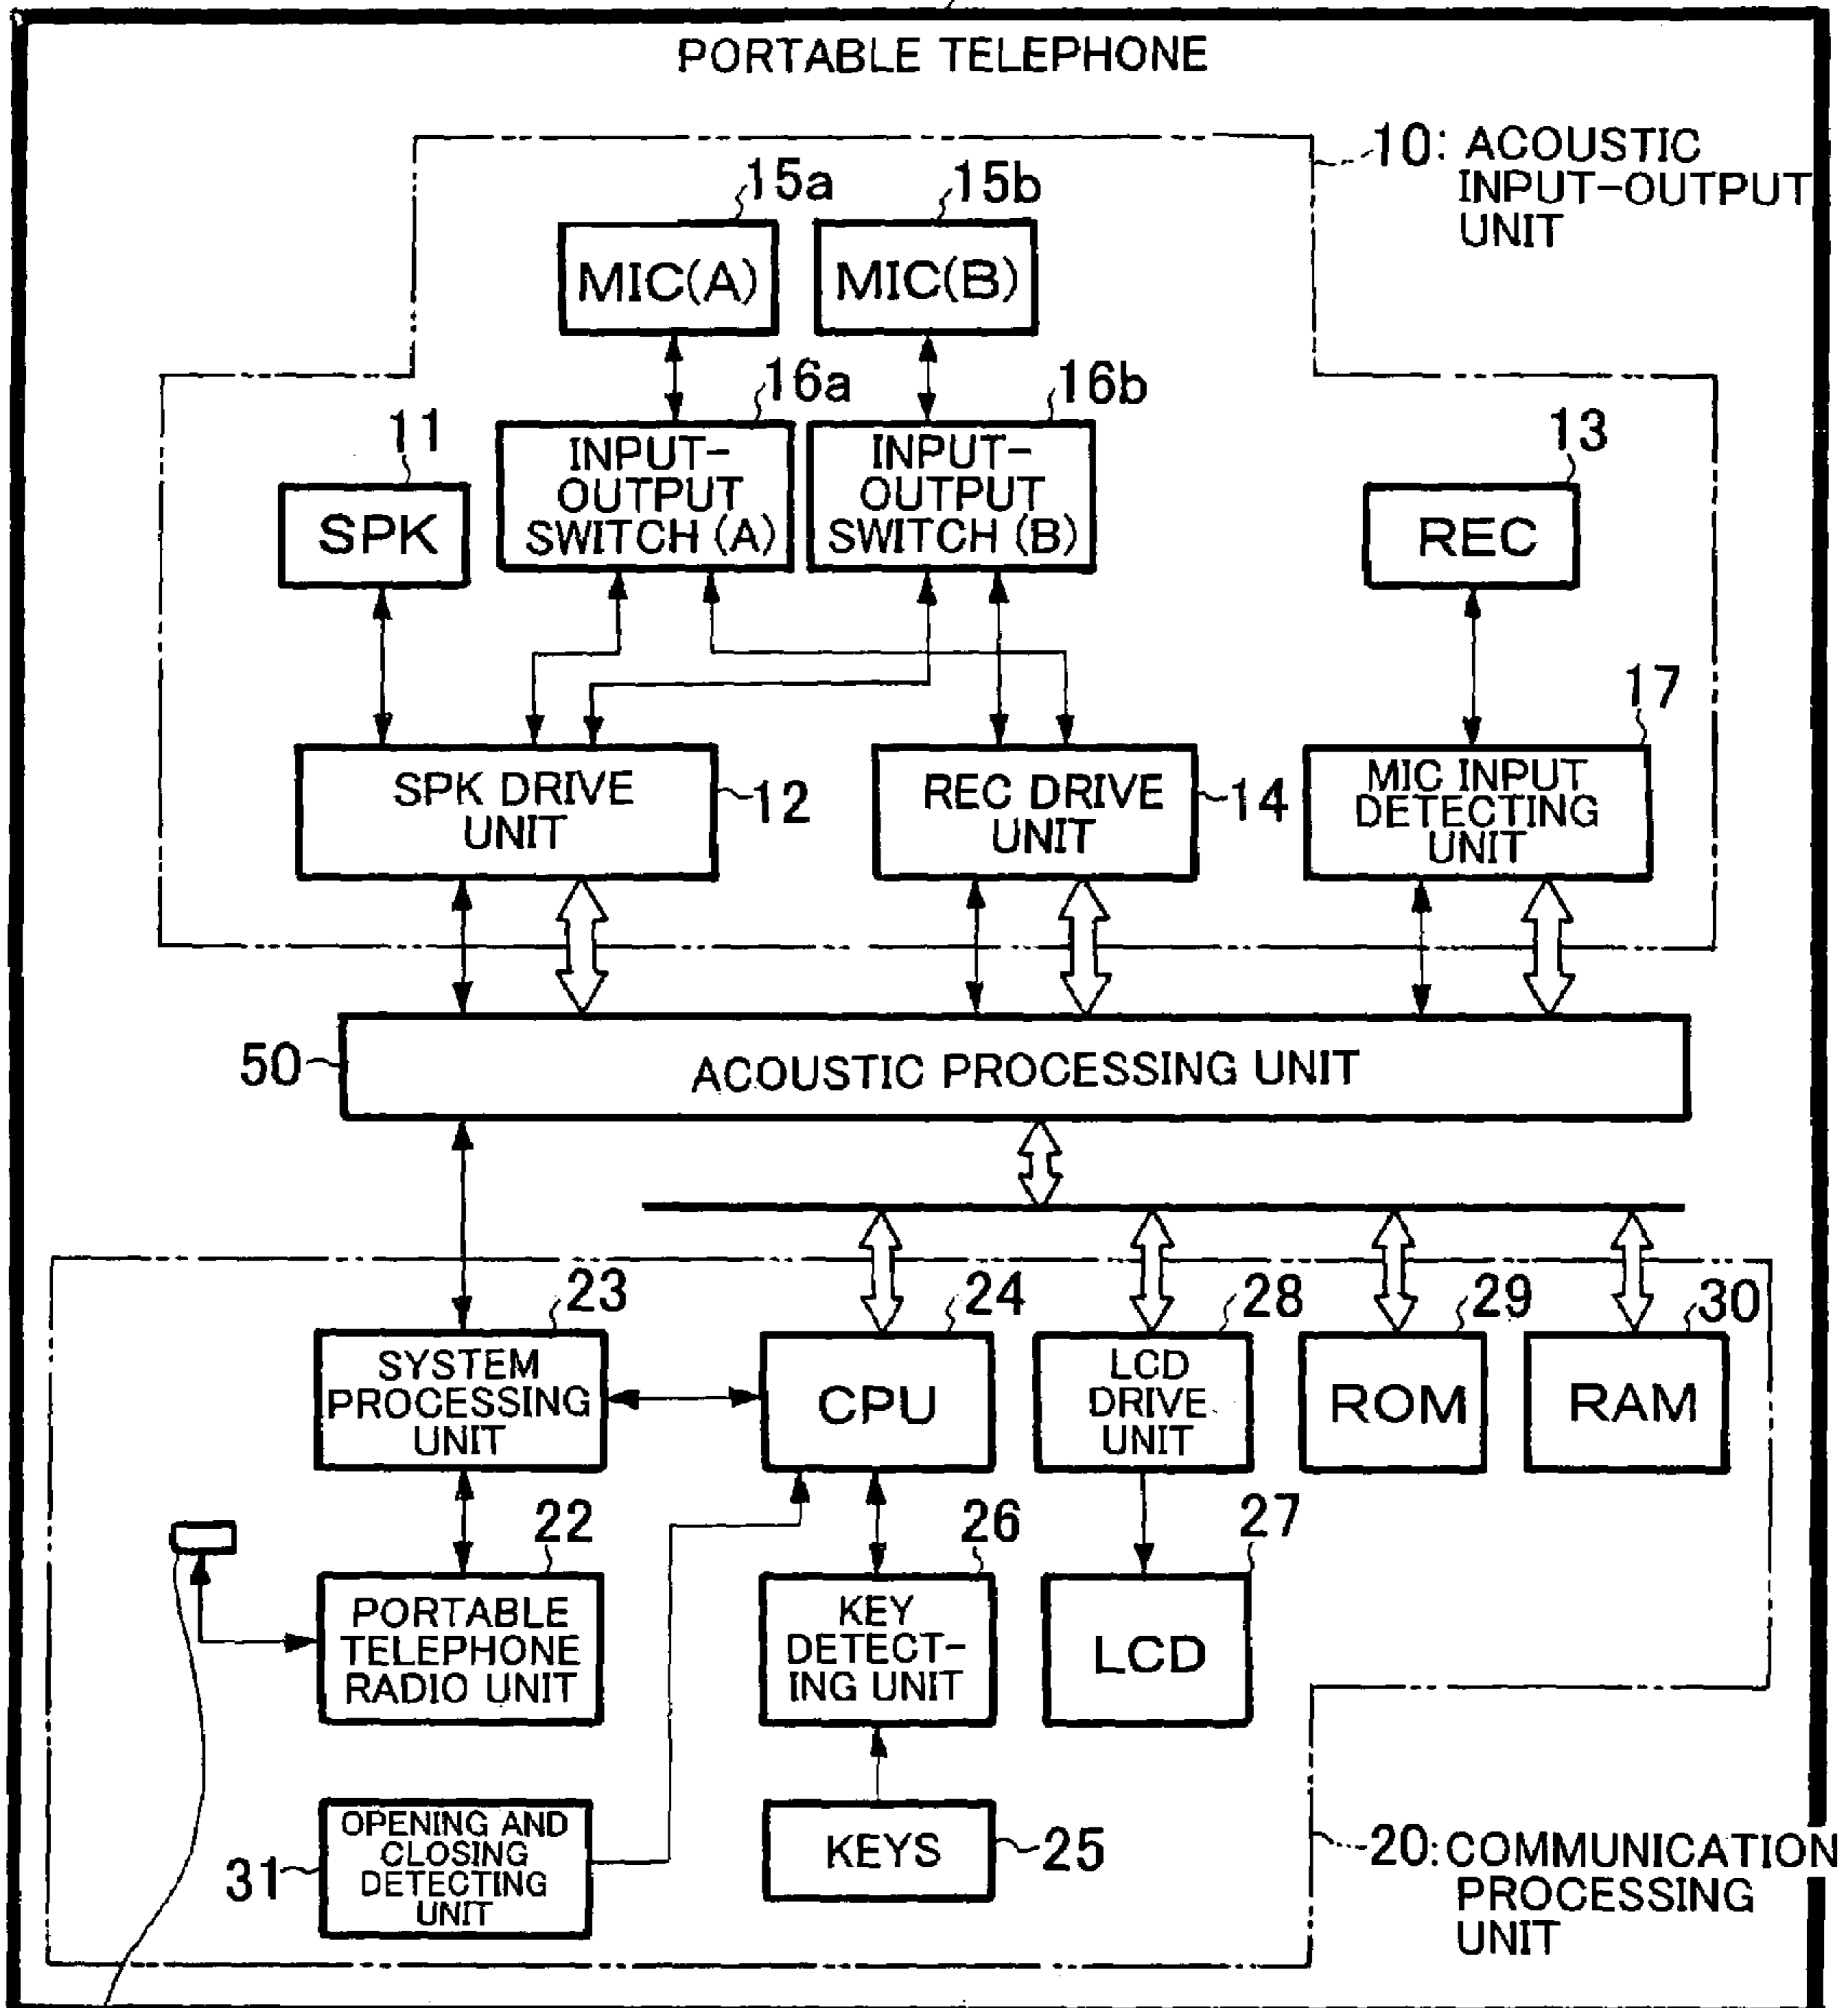 PORTABLE TELEPHONE
10: ACOUSTIC
INPUT-OUTPUT
UNIT
15a
15b
MIC(A)
MIC(B)
16a
16b
11
13
INPUT-
OUTPUT
SWITCH (A)
INPUT-
OUTPUT
SWITCH (B)
SPK
REC
17
SPK DRIVE
UNIT
12
REC DRIVE
UNIT
14
MIC INPUT
DETECTING
UNIT
50
ACOUSTIC PROCESSING UNIT
23
24
28
29
30
SYSTEM
PROCESSING
UNIT
CPU
LCD
DRIVE
UNIT
ROM
RAM
22
26
27
PORTABLE
TELEPHONE
RADIO UNIT
KEY
DETECT-
ING UNIT
LCD
31
OPENING AND
CLOSING
DETECTING
UNIT
KEYS
25
20: COMMUNICATION
PROCESSING
UNIT